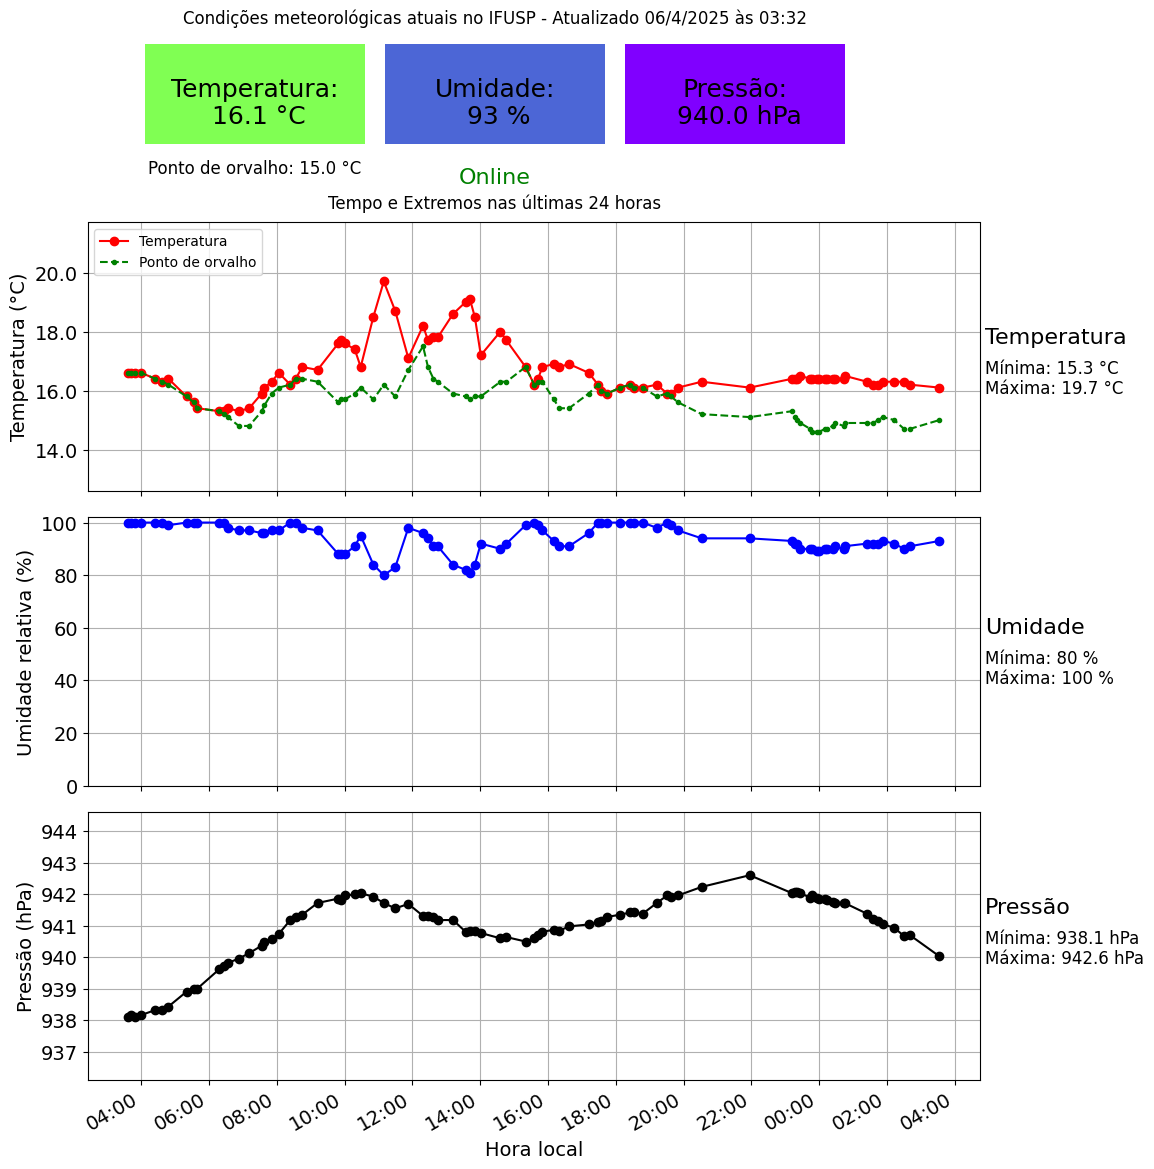 Condições meteorológicas atuais no IFUSP - Atualizado 06/4/2025 às 03:32
Temperatura:
16.1 °C
Umidade:
93 %
Pressão:
940.0 hPa
Ponto de orvalho: 15.0 °C
Online
Tempo e Extremos nas últimas 24 horas
Temperatura
Ponto de orvalho
Temperatura (°C)
20.0
18.0
16.0
14.0
Temperatura
Mínima: 15.3 °C
Máxima: 19.7 °C
Umidade relativa (%)
100
80
60
40
20
0
Umidade
Mínima: 80 %
Máxima: 100 %
Pressão (hPa)
944
943
942
941
940
939
938
937
Pressão
Mínima: 938.1 hPa
Máxima: 942.6 hPa
04:00
06:00
08:00
10:00
12:00
14:00
16:00
18:00
20:00
22:00
00:00
02:00
04:00
Hora local